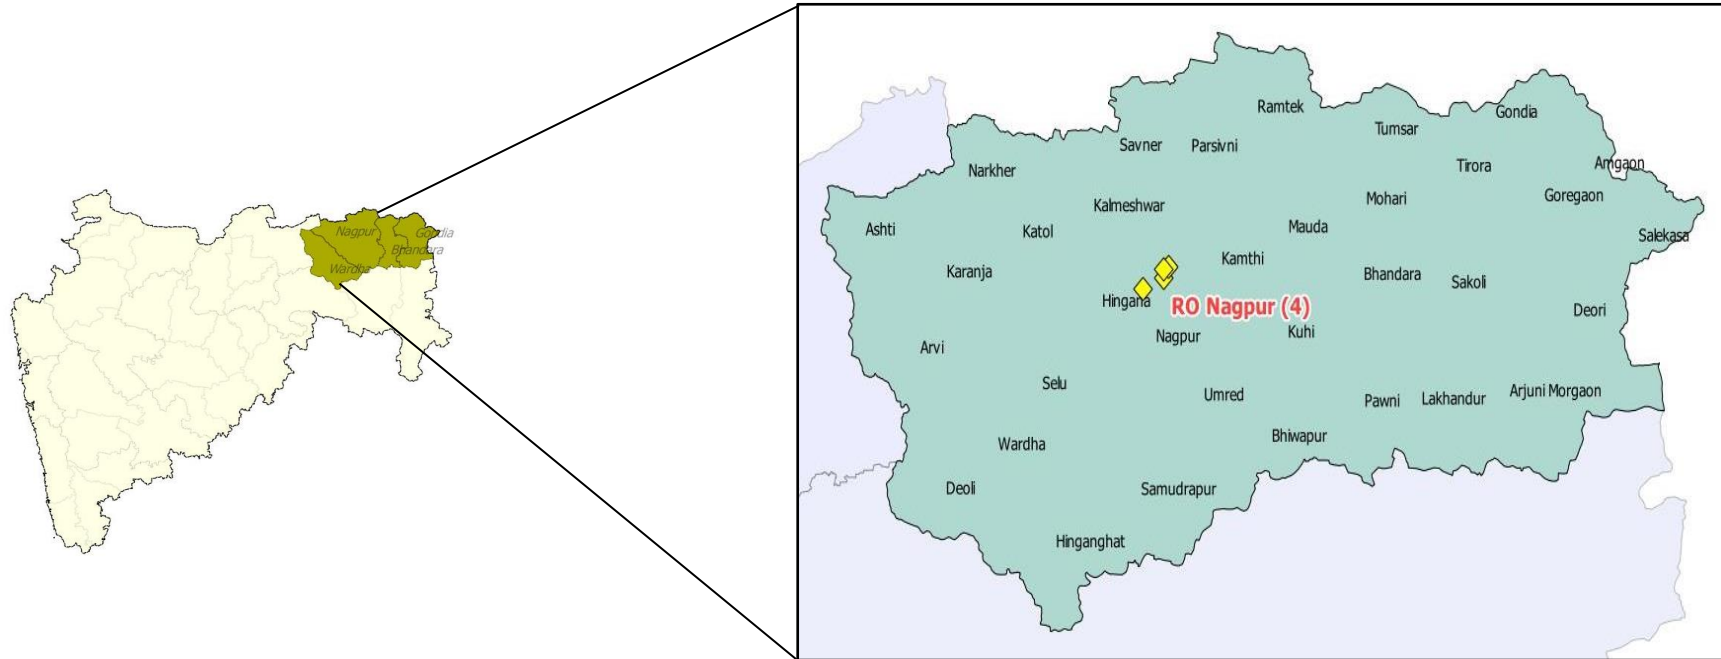 Nagpur
Gondia
Bhandara
Wardha
Ramtek
Gondia
Tumsar
Savner
Parsivni
Narkher
Tirora
Amgaon
Kalmeshwar
Mohari
Goregaon
Ashti
Katol
Mauda
Salekasa
Karanja
Kamthi
Bhandara
Sakoli
Hingana
RO Nagpur (4)
Deori
Arvi
Nagpur
Kuhi
Selu
Umred
Pawni
Lakhandur
Arjuni Morgaon
Wardha
Bhiwapur
Deoli
Samudrapur
Hinganghat